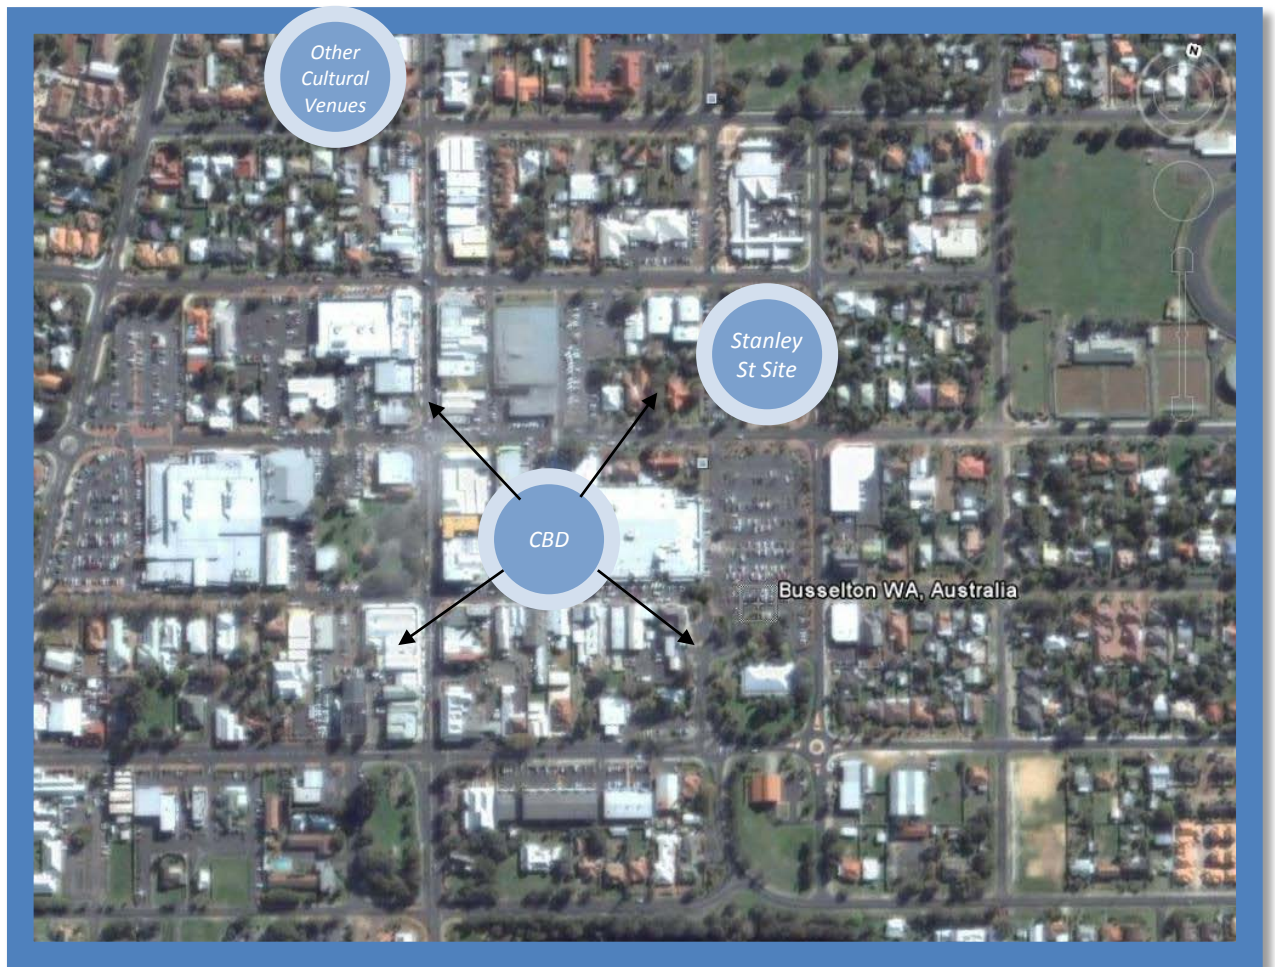 Other
Cultural
Venues
N
Stanley
St Site
CBD
Busselton WA, Australia